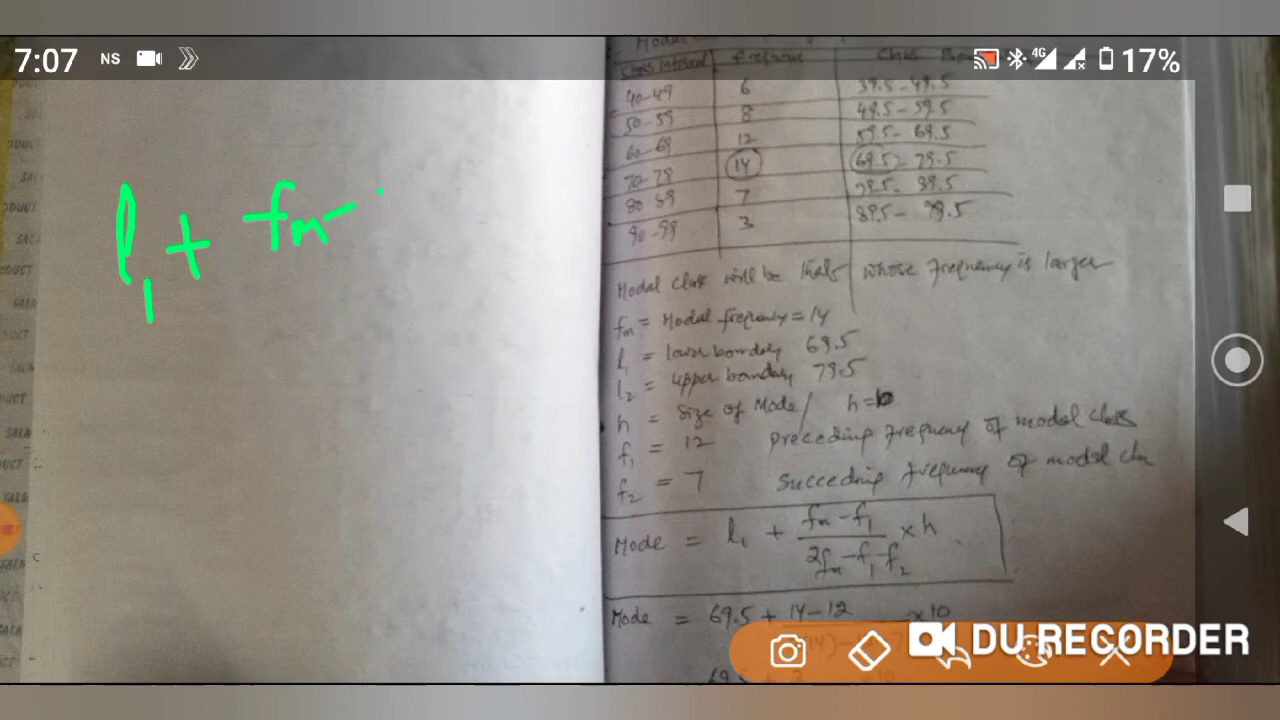 7:07 NS 4G 17%
l₁ + fm -
Class Interval Frequency Class
40-49 6 39.5-49.5
50-59 8 49.5-59.5
60-69 12 59.5-69.5
70-79 14 69.5-79.5
80-89 7 79.5-89.5
90-99 3 89.5-
Modal class will be that whose frequency is larger
fm = Modal frequency = 14
l₁ = lower boundary 69.5
l₂ = upper boundary 79.5
h = Size of Mode / h=10
f₁ = 12 Preceding frequency of modal class
f₂ = 7 Succeeding frequency of modal cla
Mode = l₁ + fm-f₁ / 2fm-f₁-f₂ × h
Mode = 69.5 + 14-12 ×10
DU RECORDER